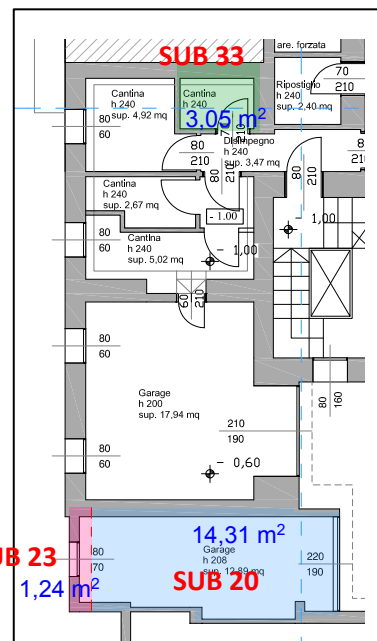 SUB 33
are. forzata
Cantina
h 240
sup. 4,92 mq
Cantina
h 240
3,05 m²
Ripostiglio
h 240
sup. 2,40 mq
70
210
80
60
80
210
Disimpegno
h 240
sup. 3,47 mq
80
210
80
210
Cantina
h 240
sup. 2,67 mq
- 1.00
- 1,00
80
60
Cantina
h 240
sup. 5,02 mq
- 1,00
60
210
80
60
Garage
h 200
sup. 17,94 mq
210
190
80
160
80
60
- 0,60
14,31 m²
UB 23
80
70
Garage
h 208
sup. 12,89 mq
220
190
1,24 m²
SUB 20